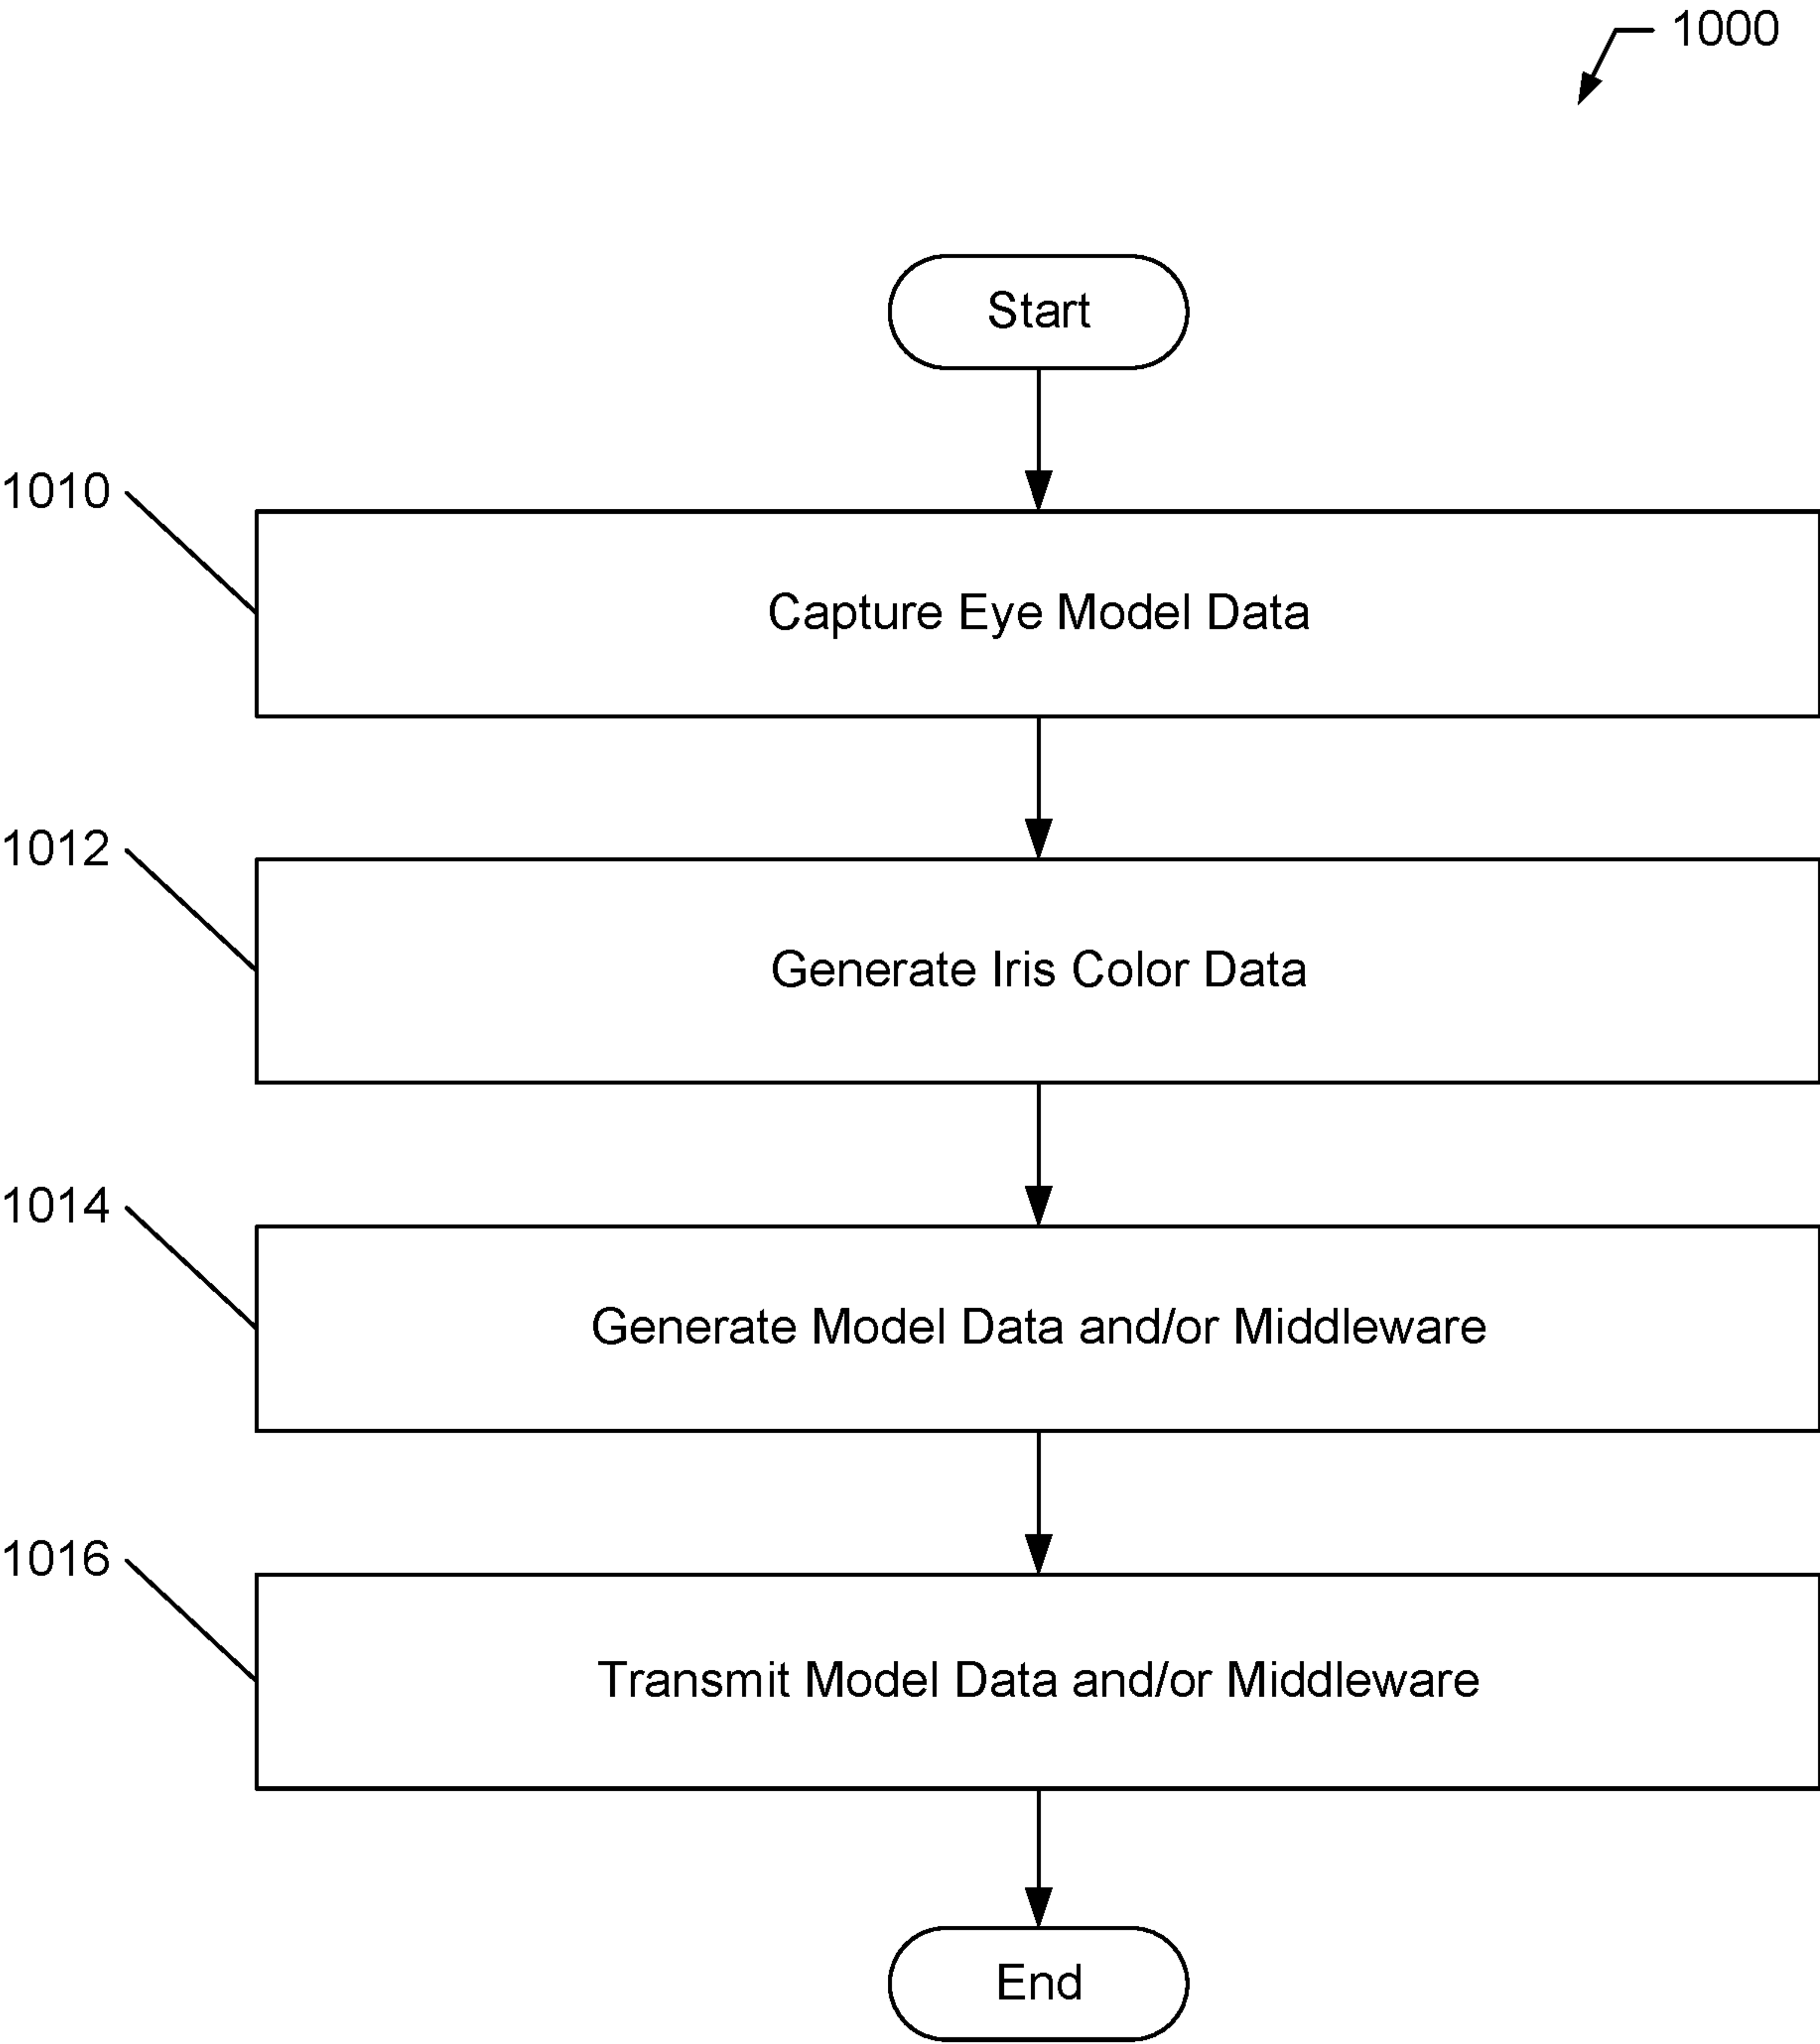 1000
Start
1010
Capture Eye Model Data
1012
Generate Iris Color Data
1014
Generate Model Data and/or Middleware
1016
Transmit Model Data and/or Middleware
End